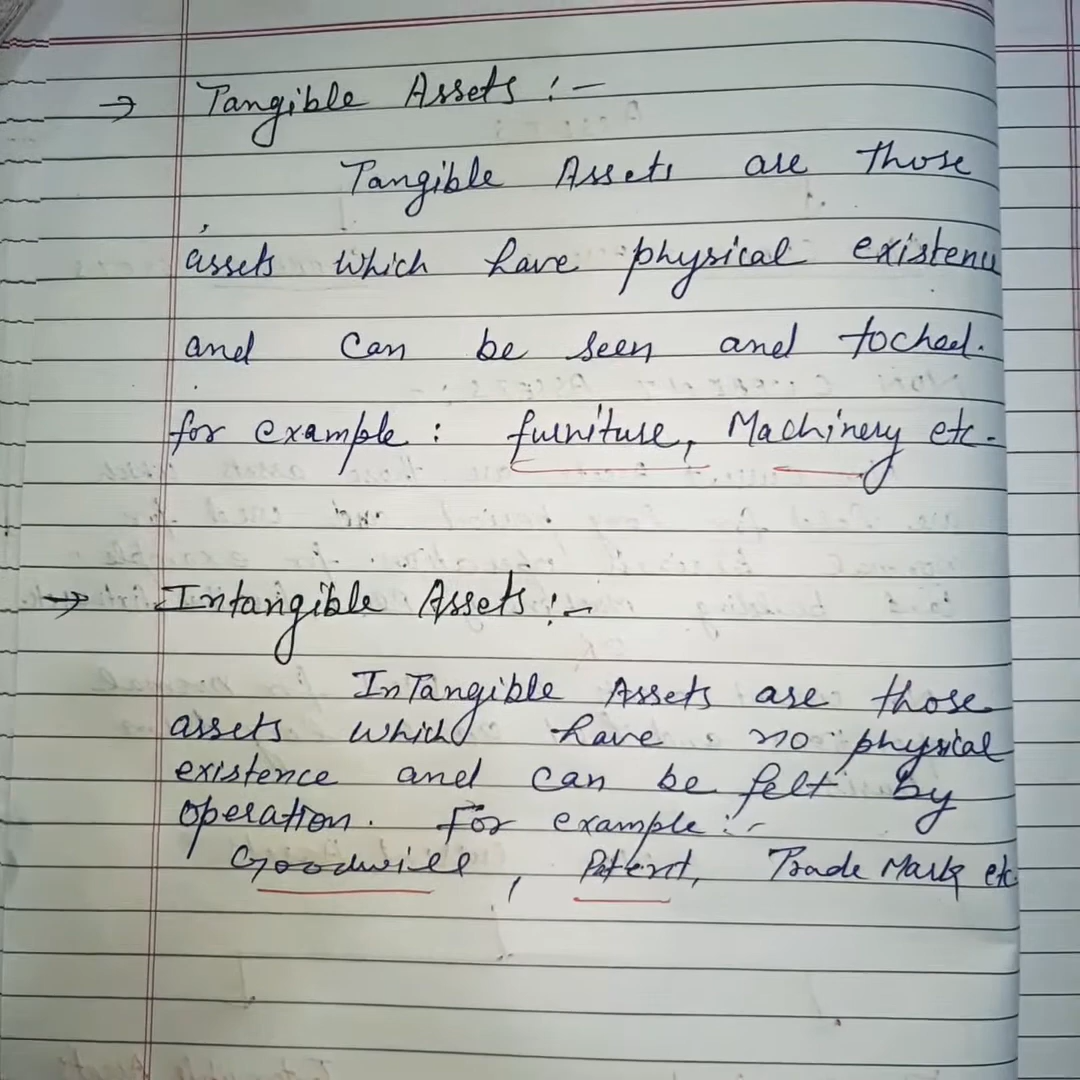 → Tangible Assets :-
Tangible Assets are those
assets which have physical existence
and can be seen and toched.
for example : furniture, Machinery etc-
→ Intangible Assets :-
InTangible Assets are those
assets which have no physical
existence and can be felt by
operation. For example :-
Goodwill, Patent, Trade Mark etc